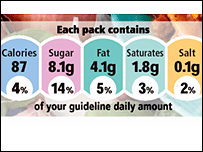 Each pack contains
Calories Sugar Fat Saturates Salt
87 8.1g 4.1g 1.8g 0.1g
4% 14% 5% 3% 2%
of your guideline daily amount